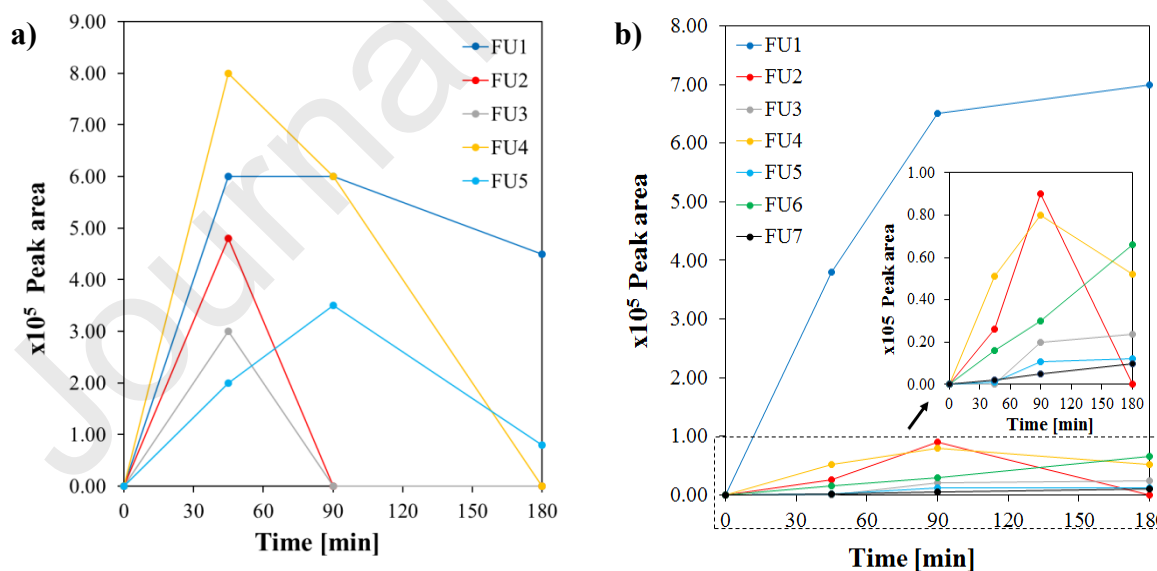 a)
9.00
8.00
7.00
6.00
5.00
4.00
3.00
2.00
1.00
0.00
x10⁵ Peak area
0 30 60 90 120 150 180
Time [min]
FU1
FU2
FU3
FU4
FU5
Journal
b)
8.00
7.00
6.00
5.00
4.00
3.00
2.00
1.00
0.00
x10⁵ Peak area
0 30 60 90 120 150 180
Time [min]
FU1
FU2
FU3
FU4
FU5
FU6
FU7
1.00
0.80
0.60
0.40
0.20
0.00
x105 Peak area
0 30 60 90 120 150 180
Time [min]